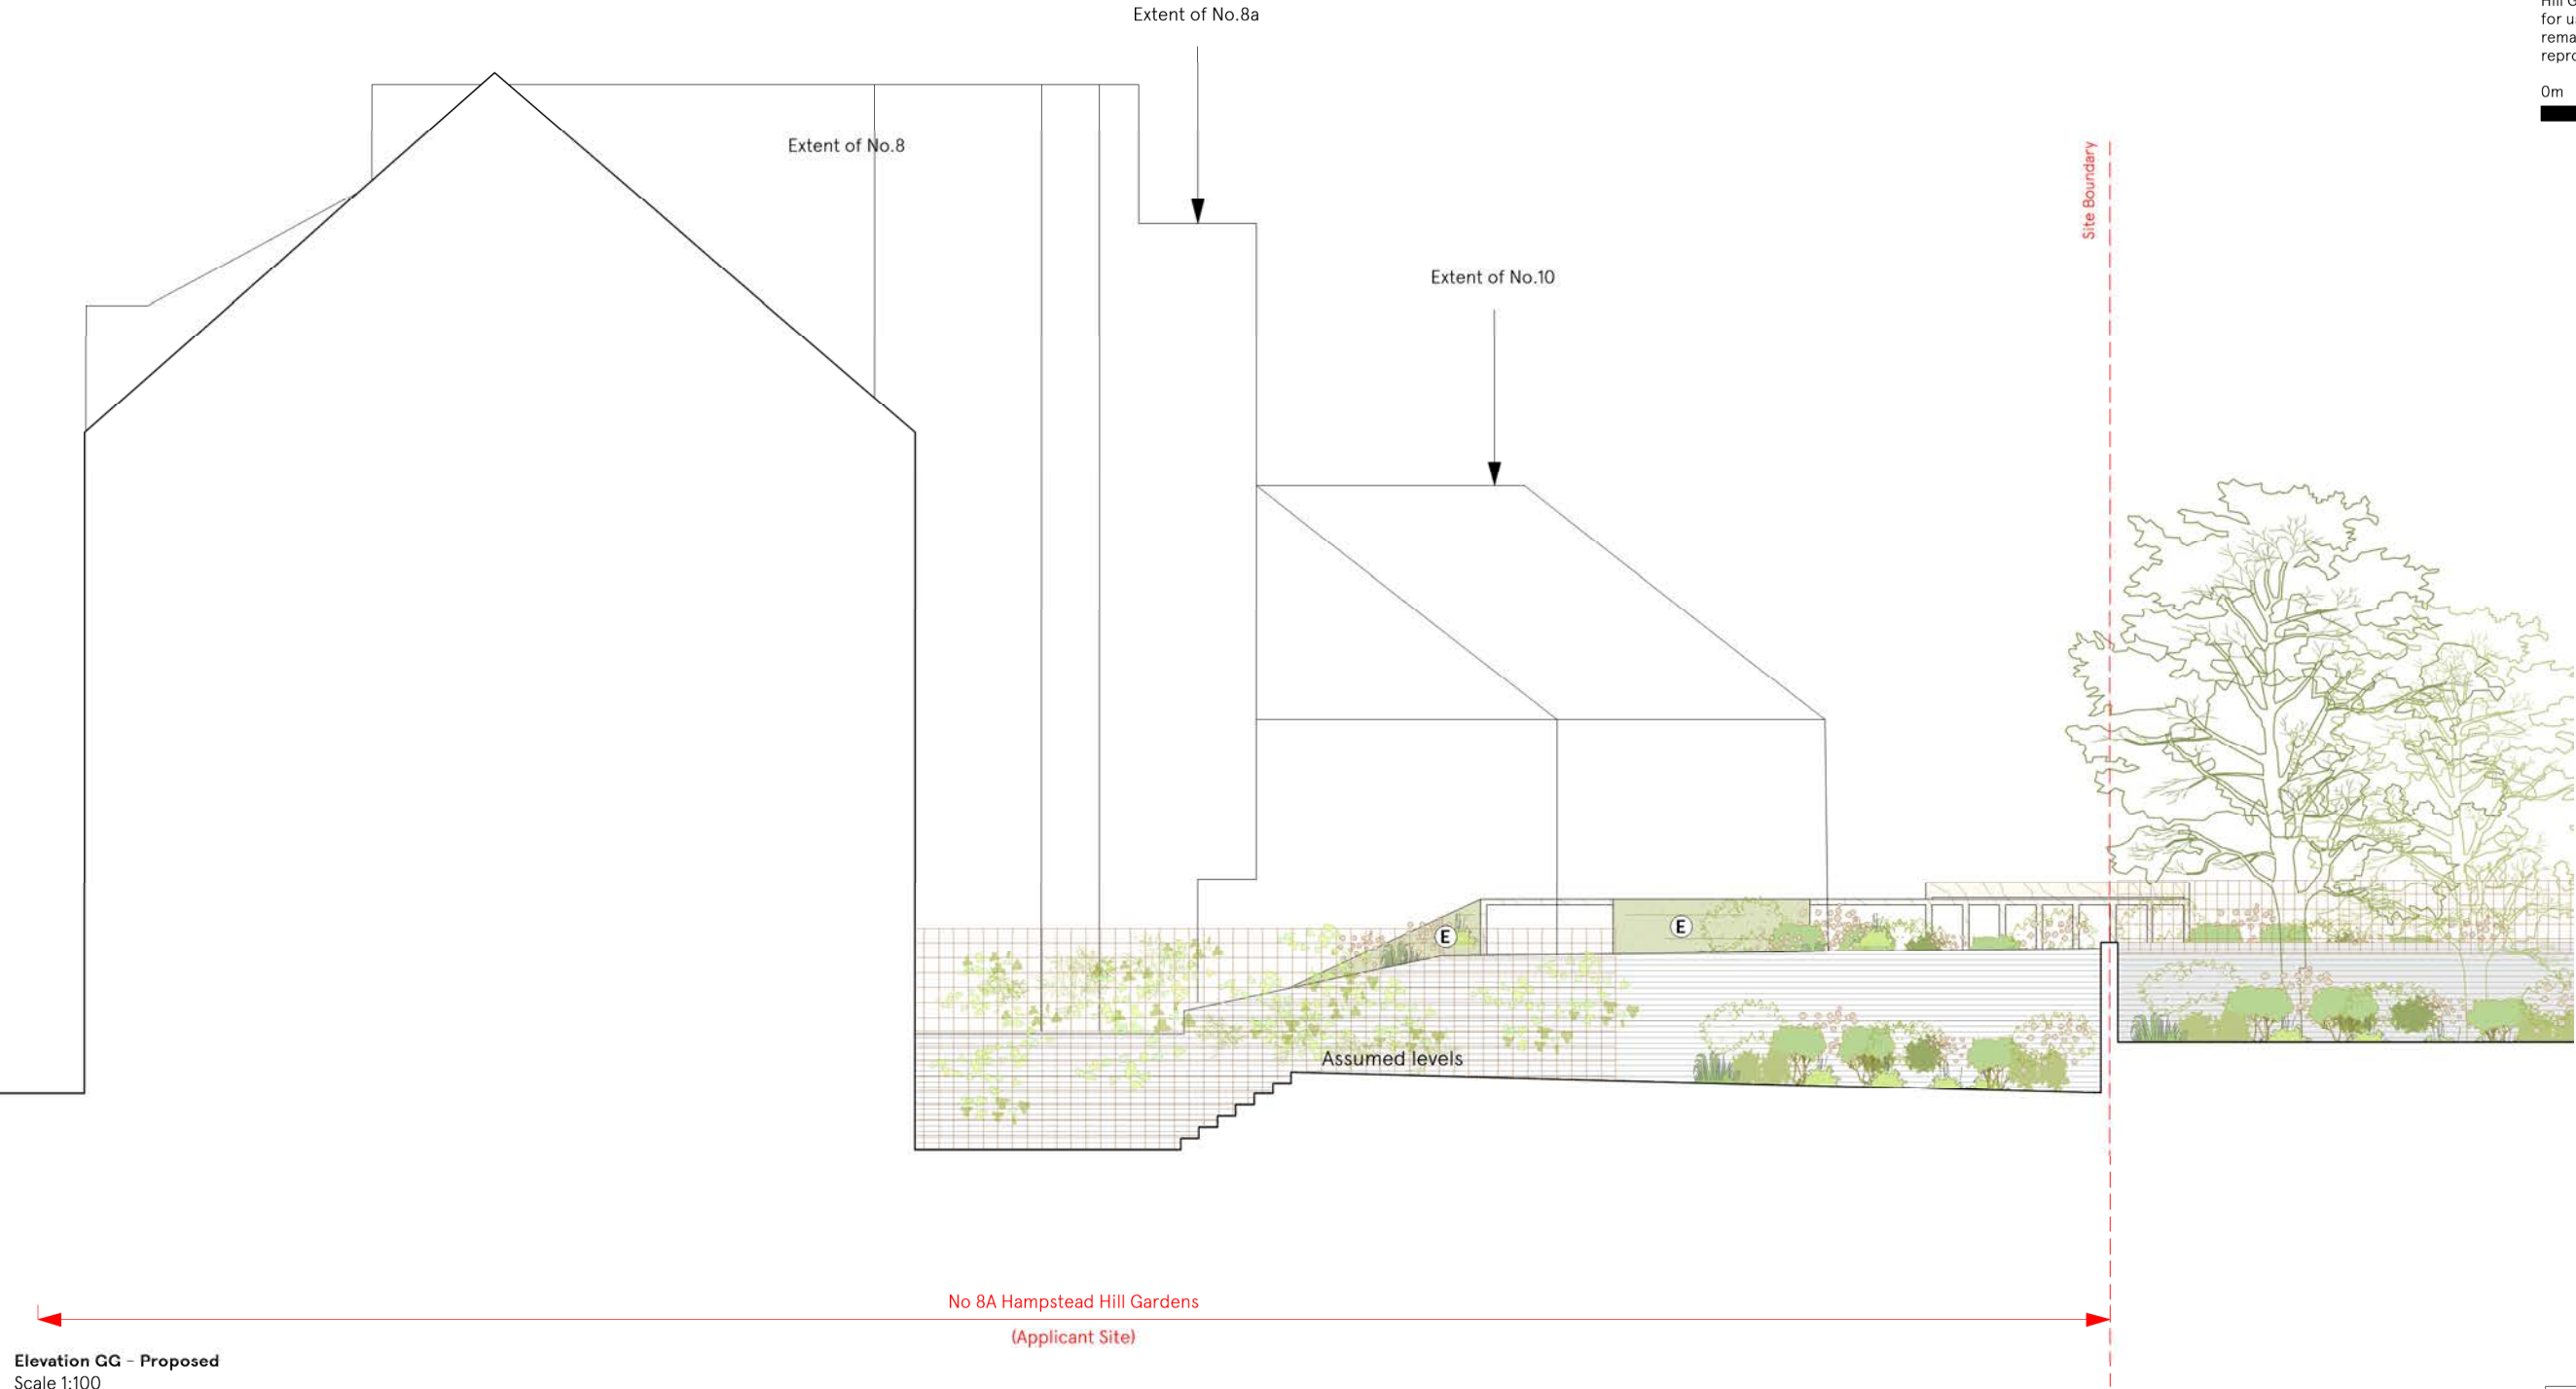 Extent of No.8a
for u
rema
repro
0m
Extent of No.8
Site Boundary
Extent of No.10
E
E
Assumed levels
No 8A Hampstead Hill Gardens
(Applicant Site)
Elevation GG - Proposed
Scale 1:100